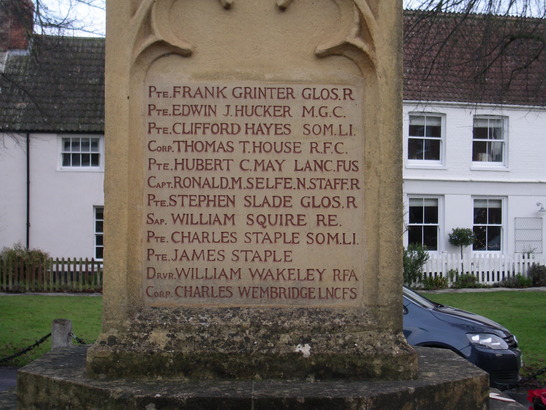 Pte. FRANK GRINTER GLOS.R
Pte. EDWIN J. HUCKER M.G.C.
Pte. CLIFFORD HAYES SOM.L.I.
Corp. THOMAS T. HOUSE R.F.C.
Pte. HUBERT C. MAY LANC.FUS
Capt. RONALD.M.SELFE.N.STAFF.R
Pte. STEPHEN SLADE GLOS.R
Sap. WILLIAM SQUIRE RE.
Pte. CHARLES STAPLE SOM.L.I.
Pte. JAMES STAPLE
Drvr. WILLIAM WAKELEY RFA
Corp. CHARLES WEMBRIDGE LNCFS